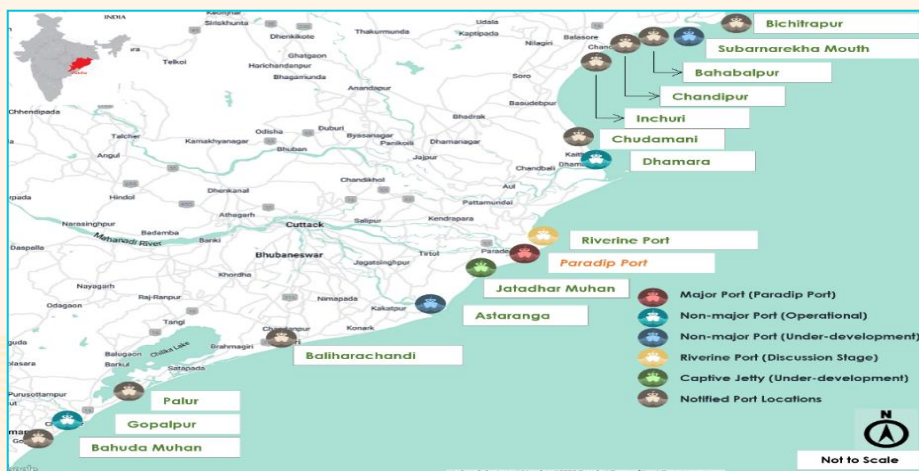 INDIA
Bichitrapur
Subarnarekha Mouth
Bahabalpur
Chandipur
Inchuri
Chudamani
Dhamara
Riverine Port
Paradip Port
Jatadhar Muhan
Astaranga
Baliharachandi
Palur
Gopalpur
Bahuda Muhan
Major Port (Paradip Port)
Non-major Port (Operational)
Non-major Port (Under-development)
Riverine Port (Discussion Stage)
Captive Jetty (Under-development)
Notified Port Locations
N
Not to Scale
Udala
Kaptipada
Balasore
Nilagiri
Thakurmunda
Karanjia
Dhenkikote
Ghatgaon
Harichandanpur
Bhagamunda
Telkoi
Anandapur
Soro
Basudebpur
Bhadrak
Chhendipada
Talcher
Kamakhyanagar
Odisha
Duburi
Bhuban
Byasanagar
Panikoili
Dhamanagar
Jajpur
Angul
Chandbali
Aul
Pattamundai
Hindol
Dhenkanal
Athagarh
Chandikhol
Salipur
Kendrapara
Narasinghpur
Badamba
Banki
Cuttack
Mahanadi River
Daspalla
Bhubaneswar
Jagatsinghpur
Tirtol
Nayagarh
Khordha
Odagaon
Raj-Ranpur
Nimapada
Kakatpur
Tangi
Konark
Chandanpur
Balugaon
Chilka Lake
Brahmagiri
Barkul
Satapada
Purusottampur